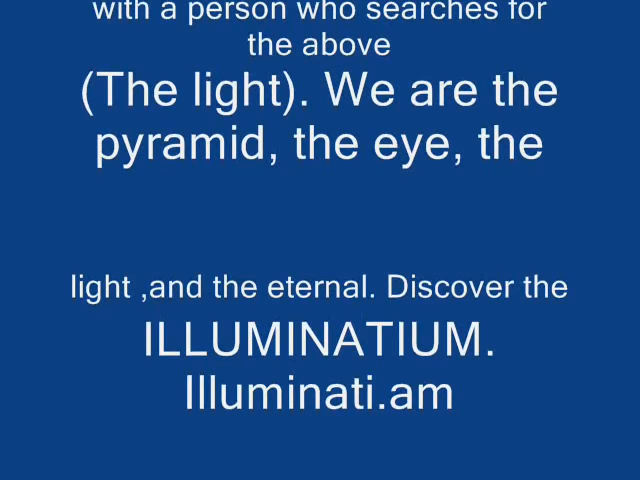 with a person who searches for
the above
(The light). We are the
pyramid, the eye, the
light ,and the eternal. Discover the
ILLUMINATIUM.
Illuminati.am